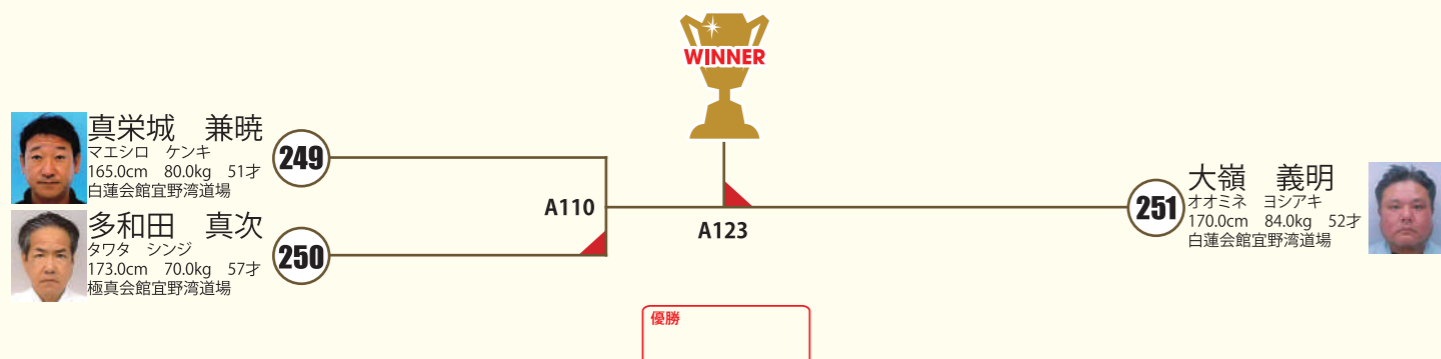 WINNER
真栄城　兼暁
マエシロ　ケンキ
165.0cm　80.0kg　51才
白蓮会館宜野湾道場
249
多和田　真次
タワタ　シンジ
173.0cm　70.0kg　57才
極真会館宜野湾道場
250
A110
A123
251
大嶺　義明
オオミネ　ヨシアキ
170.0cm　84.0kg　52才
白蓮会館宜野湾道場
優勝